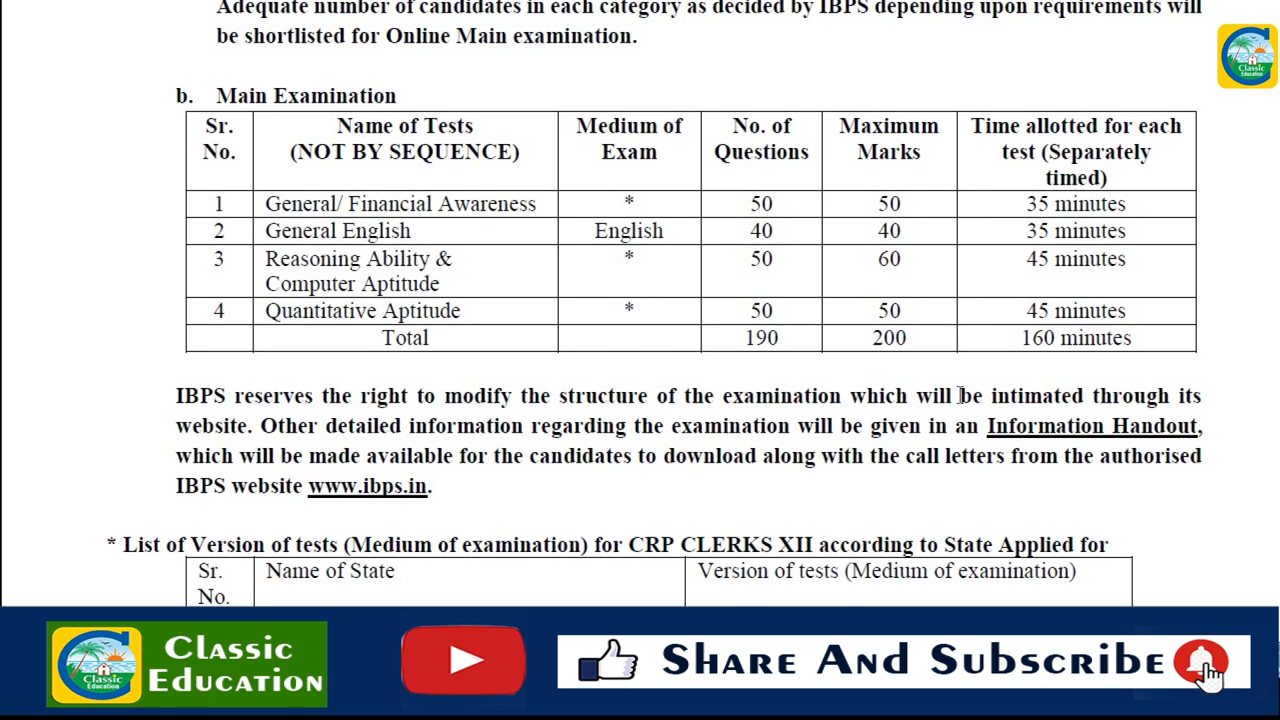 Adequate number of candidates in each category as decided by IBPS depending upon requirements will
be shortlisted for Online Main examination.
Classic
Education
b. Main Examination
Sr. No. Name of Tests (NOT BY SEQUENCE) Medium of Exam No. of Questions Maximum Marks Time allotted for each test (Separately timed)
1 General/ Financial Awareness * 50 50 35 minutes
2 General English English 40 40 35 minutes
3 Reasoning Ability & Computer Aptitude * 50 60 45 minutes
4 Quantitative Aptitude * 50 50 45 minutes
Total 190 200 160 minutes
IBPS reserves the right to modify the structure of the examination which will be intimated through its
website. Other detailed information regarding the examination will be given in an Information Handout,
which will be made available for the candidates to download along with the call letters from the authorised
IBPS website www.ibps.in.
* List of Version of tests (Medium of examination) for CRP CLERKS XII according to State Applied for
Sr. No. Name of State Version of tests (Medium of examination)
Classic
Education
Classic
Education
Share And Subscribe